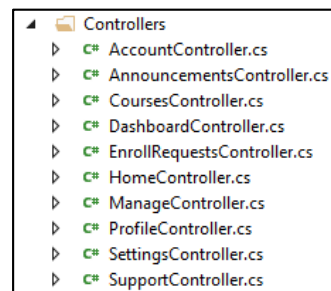 Controllers
C# AccountController.cs
C# AnnouncementsController.cs
C# CoursesController.cs
C# DashboardController.cs
C# EnrollRequestsController.cs
C# HomeController.cs
C# ManageController.cs
C# ProfileController.cs
C# SettingsController.cs
C# SupportController.cs